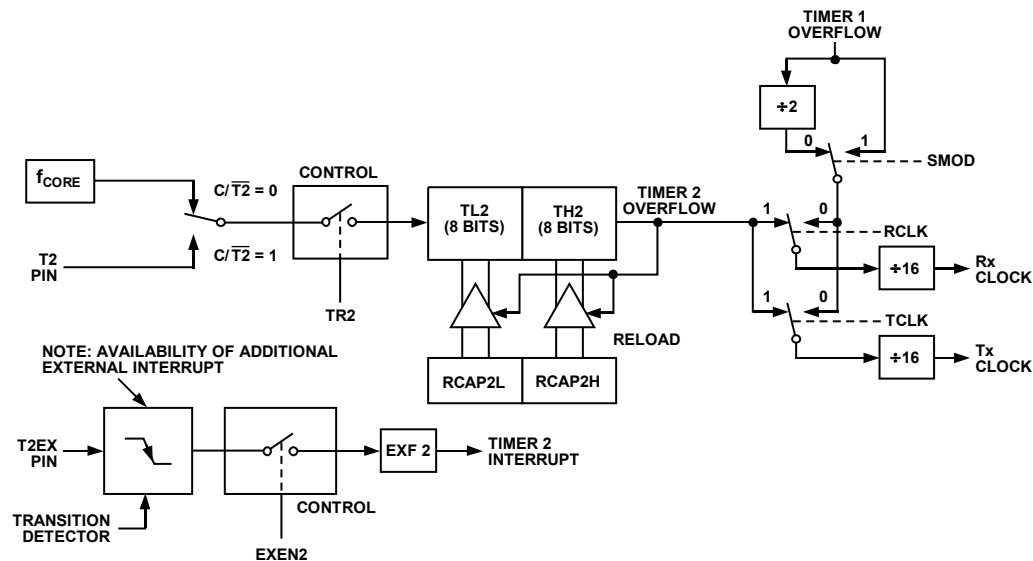 TIMER 1
OVERFLOW
÷2
0
1
SMOD
CONTROL
fCORE
C/T̅2̅ = 0
TL2
(8 BITS)
TH2
(8 BITS)
TIMER 2
OVERFLOW
1
0
RCLK
C/T̅2̅ = 1
T2
PIN
÷16
Rx
CLOCK
TR2
1
0
TCLK
RELOAD
NOTE: AVAILABILITY OF ADDITIONAL
EXTERNAL INTERRUPT
RCAP2L
RCAP2H
÷16
Tx
CLOCK
T2EX
PIN
EXF 2
TIMER 2
INTERRUPT
CONTROL
TRANSITION
DETECTOR
EXEN2